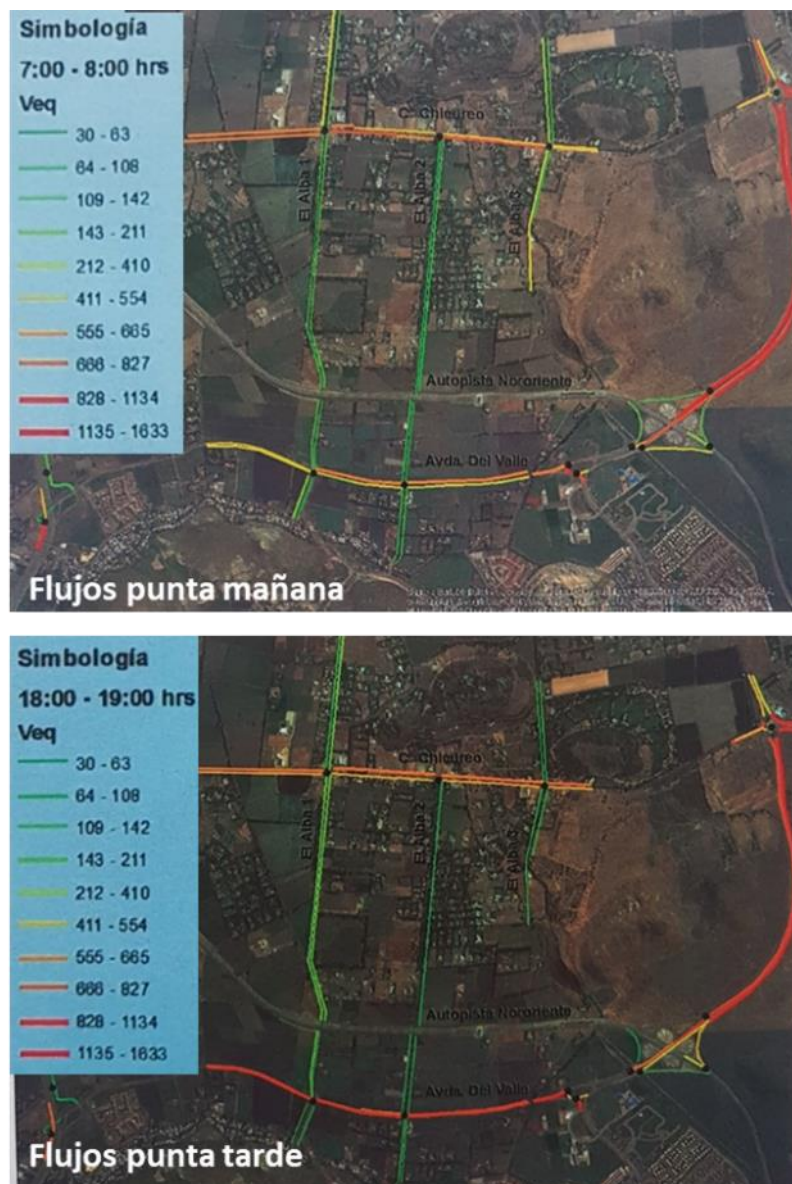 Simbología
7:00 - 8:00 hrs
Veq
30 - 63
64 - 108
109 - 142
143 - 211
212 - 410
411 - 554
555 - 665
666 - 827
828 - 1134
1135 - 1633
Cº Chicureo
El Alba 1
El Alba 2
El Alba 3
Autopista Nororiente
Avda. Del Valle
Flujos punta mañana
Simbología
18:00 - 19:00 hrs
Veq
30 - 63
64 - 108
109 - 142
143 - 211
212 - 410
411 - 554
555 - 665
666 - 827
828 - 1134
1135 - 1633
Cº Chicureo
El Alba 1
El Alba 2
El Alba 3
Autopista Nororiente
Avda. Del Valle
Flujos punta tarde